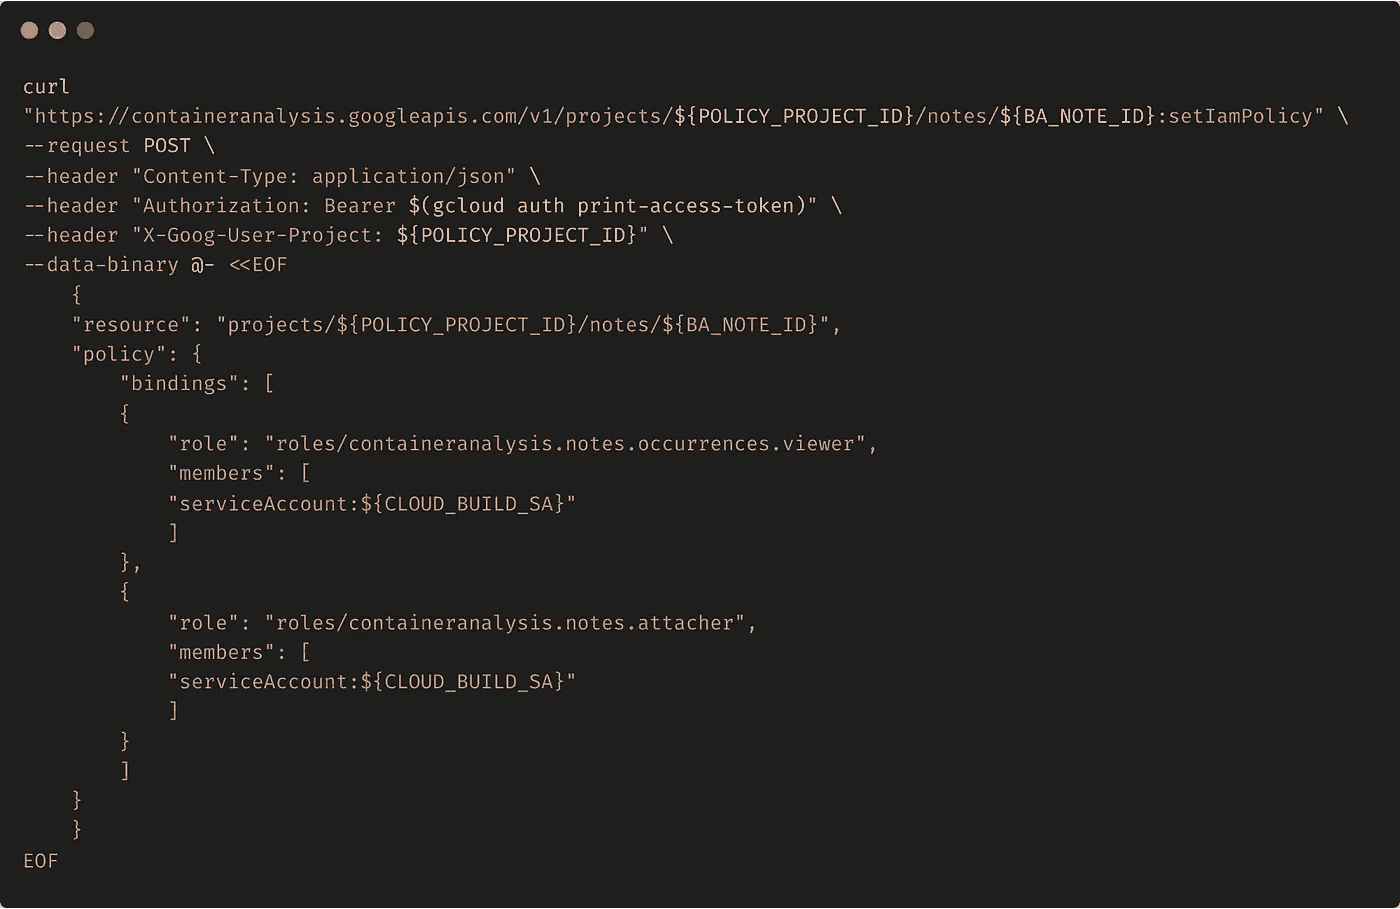 curl
"https://containeranalysis.googleapis.com/v1/projects/${POLICY_PROJECT_ID}/notes/${BA_NOTE_ID}:setIamPolicy" \
--request POST \
--header "Content-Type: application/json" \
--header "Authorization: Bearer $(gcloud auth print-access-token)" \
--header "X-Goog-User-Project: ${POLICY_PROJECT_ID}" \
--data-binary @- <<EOF
    {
    "resource": "projects/${POLICY_PROJECT_ID}/notes/${BA_NOTE_ID}",
    "policy": {
        "bindings": [
        {
            "role": "roles/containeranalysis.notes.occurrences.viewer",
            "members": [
            "serviceAccount:${CLOUD_BUILD_SA}"
            ]
        },
        {
            "role": "roles/containeranalysis.notes.attacher",
            "members": [
            "serviceAccount:${CLOUD_BUILD_SA}"
            ]
        }
        ]
    }
    }
EOF